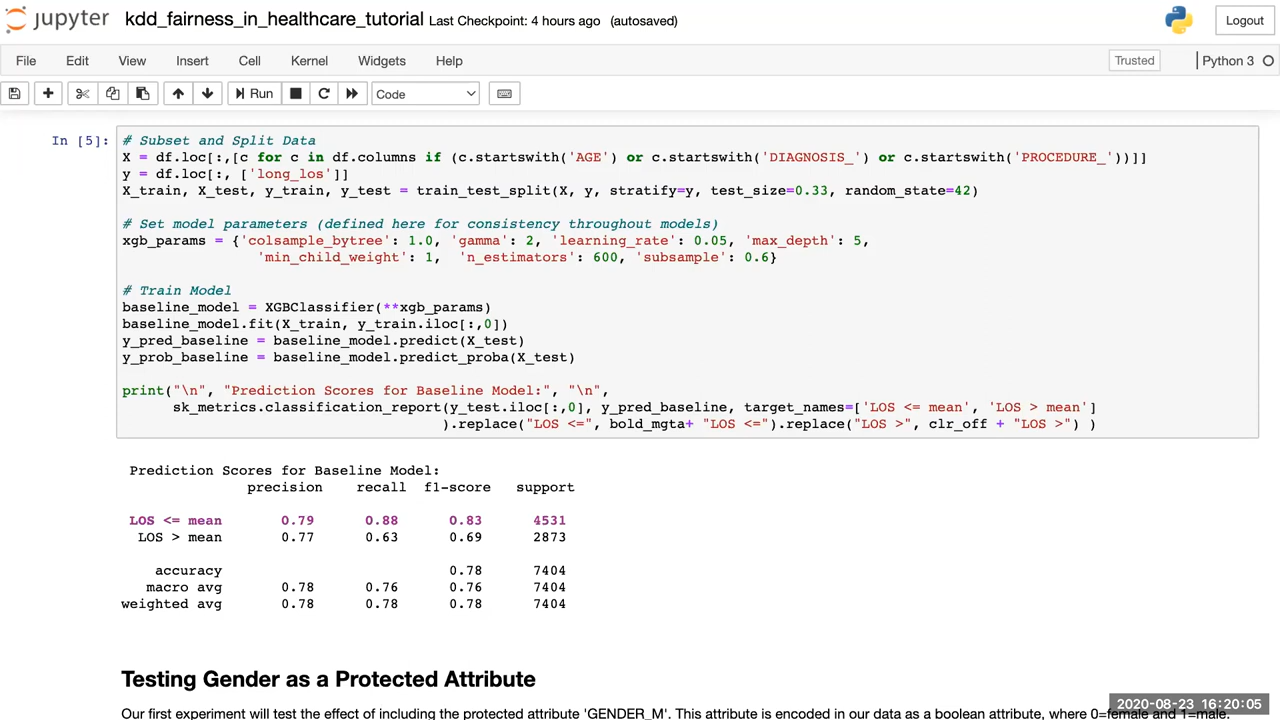 jupyter kdd_fairness_in_healthcare_tutorial Last Checkpoint: 4 hours ago (autosaved) Logout
File Edit View Insert Cell Kernel Widgets Help Trusted Python 3
Run Code
In [5]:
# Subset and Split Data
X = df.loc[:,[c for c in df.columns if (c.startswith('AGE') or c.startswith('DIAGNOSIS_') or c.startswith('PROCEDURE_'))]]
y = df.loc[:, ['long_los']]
X_train, X_test, y_train, y_test = train_test_split(X, y, stratify=y, test_size=0.33, random_state=42)
# Set model parameters (defined here for consistency throughout models)
xgb_params = {'colsample_bytree': 1.0, 'gamma': 2, 'learning_rate': 0.05, 'max_depth': 5,
'min_child_weight': 1, 'n_estimators': 600, 'subsample': 0.6}
# Train Model
baseline_model = XGBClassifier(**xgb_params)
baseline_model.fit(X_train, y_train.iloc[:,0])
y_pred_baseline = baseline_model.predict(X_test)
y_prob_baseline = baseline_model.predict_proba(X_test)
print("\n", "Prediction Scores for Baseline Model:", "\n",
sk_metrics.classification_report(y_test.iloc[:,0], y_pred_baseline, target_names=['LOS <= mean', 'LOS > mean']
).replace("LOS <=", bold_mgta+ "LOS <=").replace("LOS >", clr_off + "LOS >") )
Prediction Scores for Baseline Model:
precision recall f1-score support
LOS <= mean 0.79 0.88 0.83 4531
LOS > mean 0.77 0.63 0.69 2873
accuracy 0.78 7404
macro avg 0.78 0.76 0.76 7404
weighted avg 0.78 0.78 0.78 7404
Testing Gender as a Protected Attribute
Our first experiment will test the effect of including the protected attribute 'GENDER_M'. This attribute is encoded in our data as a boolean attribute, where 0=female and 1=male.
2020-08-23 16:20:05